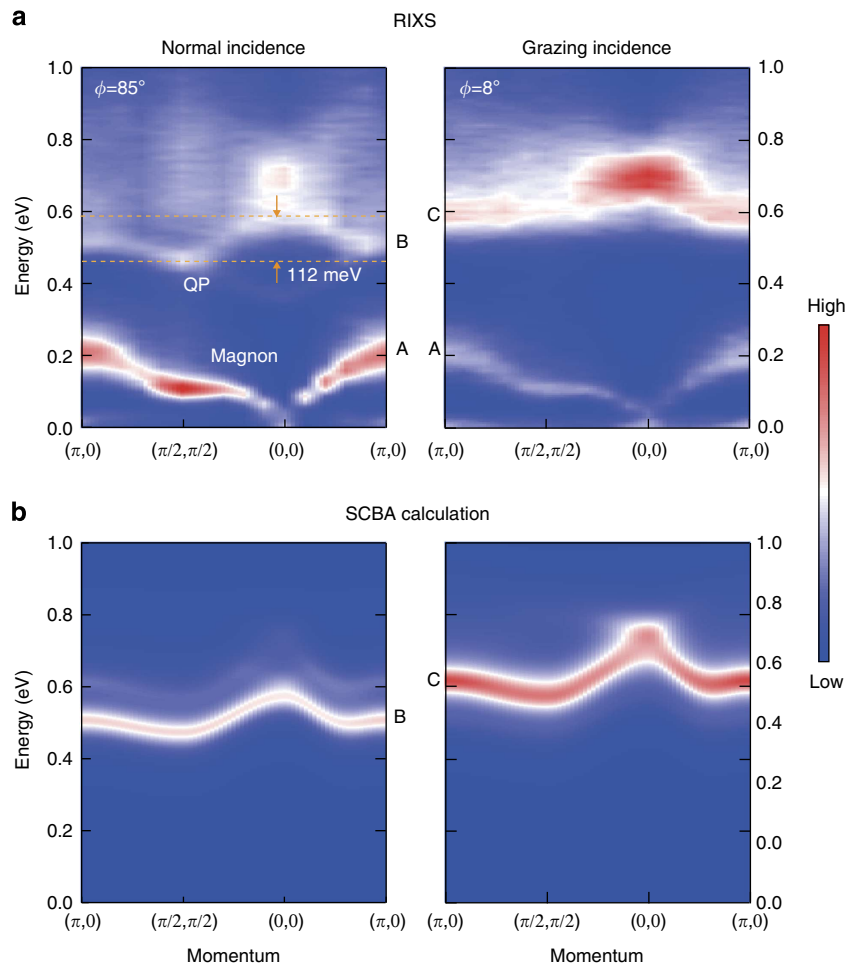 a
RIXS
Normal incidence
Grazing incidence
1.0
0.8
0.6
0.4
0.2
0.0
Energy (eV)
ϕ=85°
QP
112 meV
Magnon
B
A
(π,0)
(π/2,π/2)
(0,0)
(π,0)
ϕ=8°
C
A
1.0
0.8
0.6
0.4
0.2
0.0
(π,0)
(π/2,π/2)
(0,0)
(π,0)
High
Low
b
SCBA calculation
1.0
0.8
0.6
0.4
0.2
0.0
Energy (eV)
B
(π,0)
(π/2,π/2)
(0,0)
(π,0)
Momentum
C
1.0
0.8
0.6
0.4
0.2
0.0
0.0
(π,0)
(π/2,π/2)
(0,0)
(π,0)
Momentum